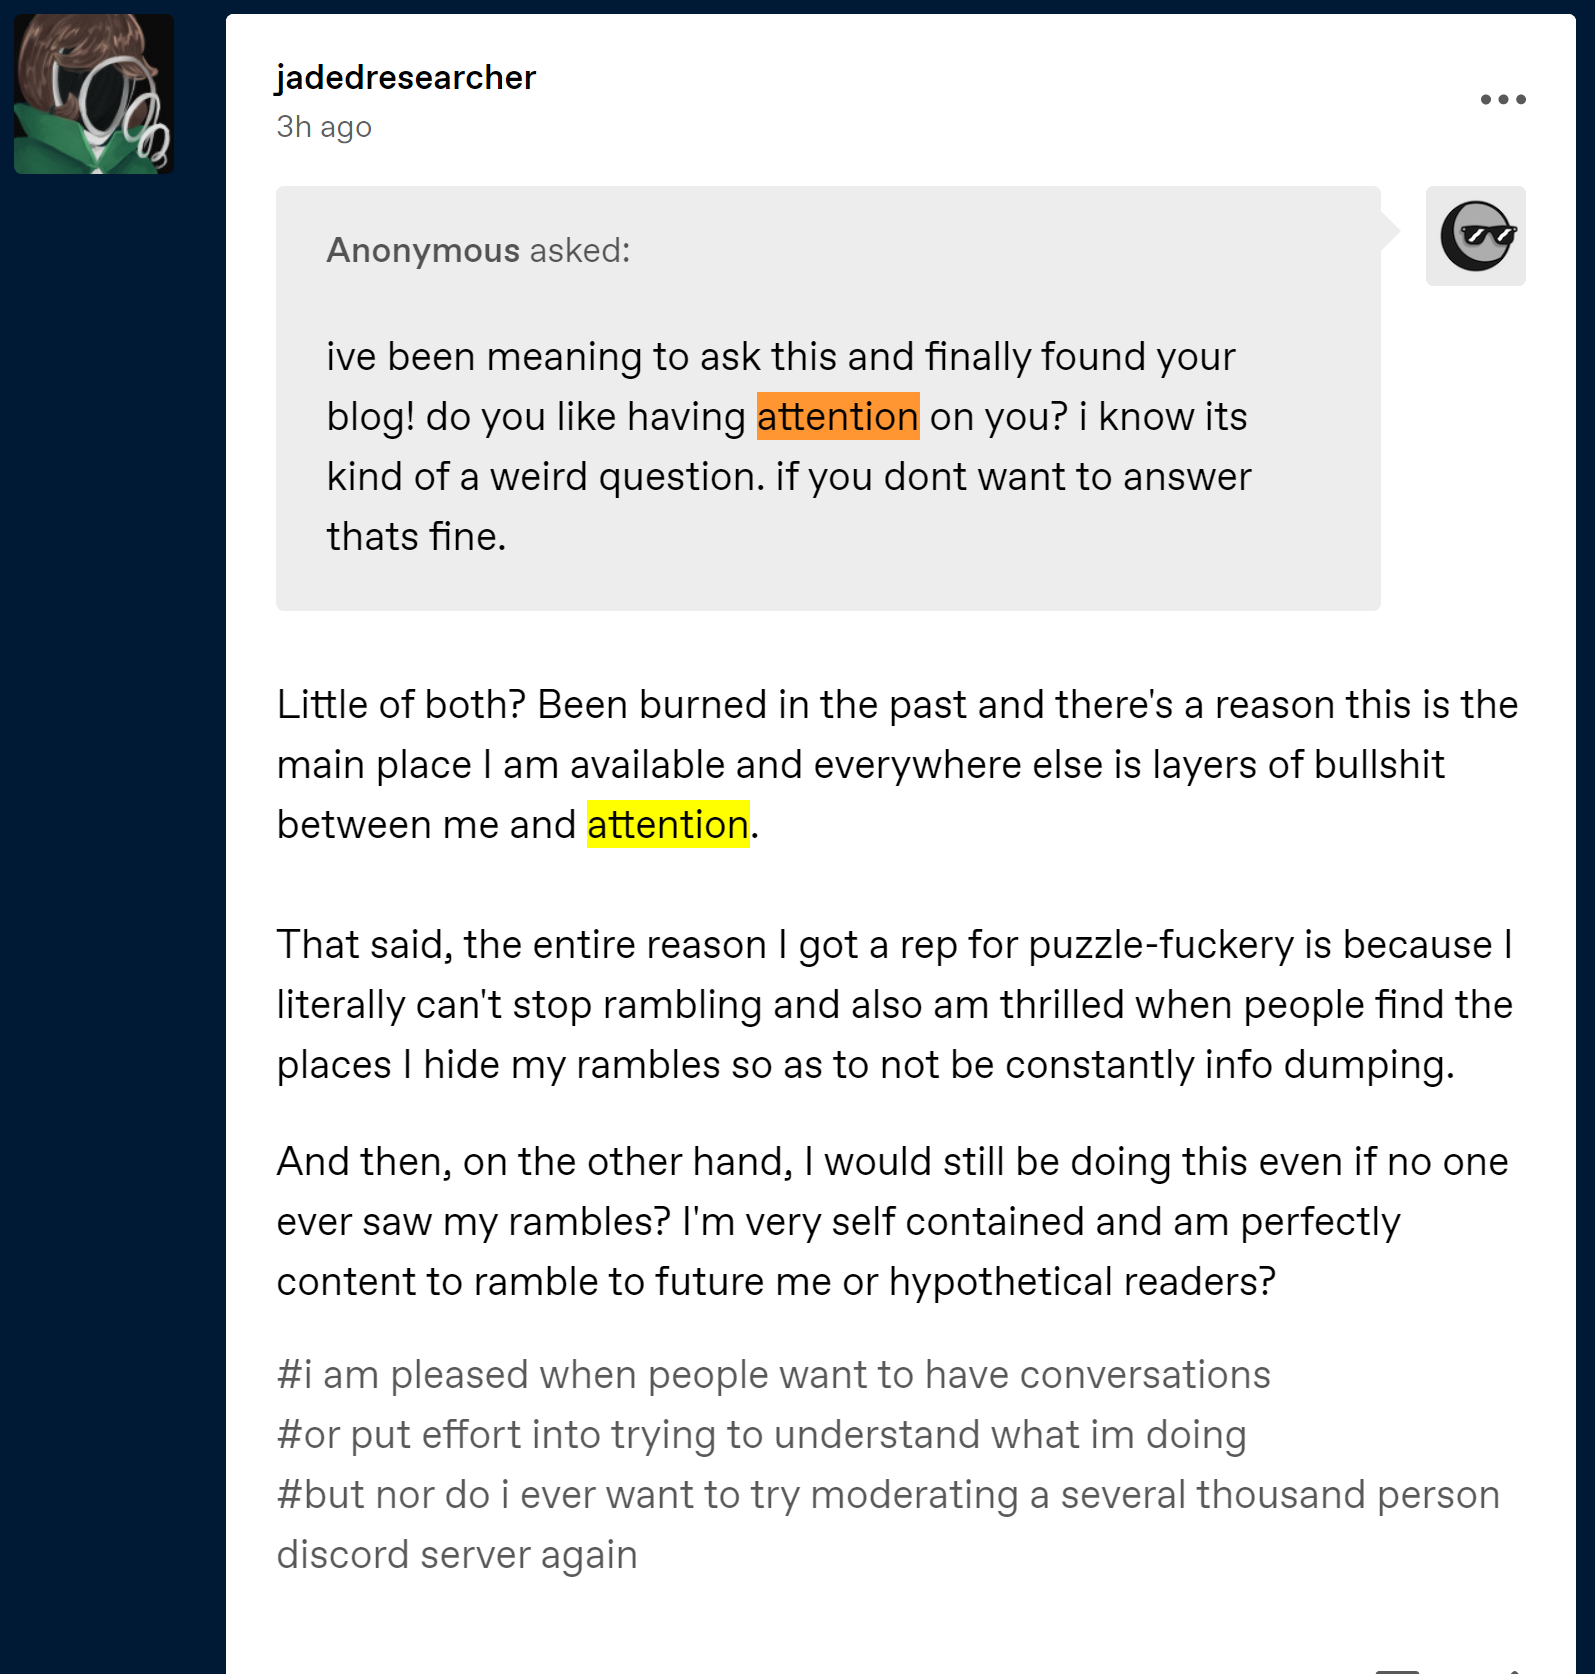 jadedresearcher
3h ago
Anonymous asked:
ive been meaning to ask this and finally found your
blog! do you like having attention on you? i know its
kind of a weird question. if you dont want to answer
thats fine.
Little of both? Been burned in the past and there's a reason this is the
main place I am available and everywhere else is layers of bullshit
between me and attention.
That said, the entire reason I got a rep for puzzle-fuckery is because I
literally can't stop rambling and also am thrilled when people find the
places I hide my rambles so as to not be constantly info dumping.
And then, on the other hand, I would still be doing this even if no one
ever saw my rambles? I'm very self contained and am perfectly
content to ramble to future me or hypothetical readers?
#i am pleased when people want to have conversations
#or put effort into trying to understand what im doing
#but nor do i ever want to try moderating a several thousand person
discord server again